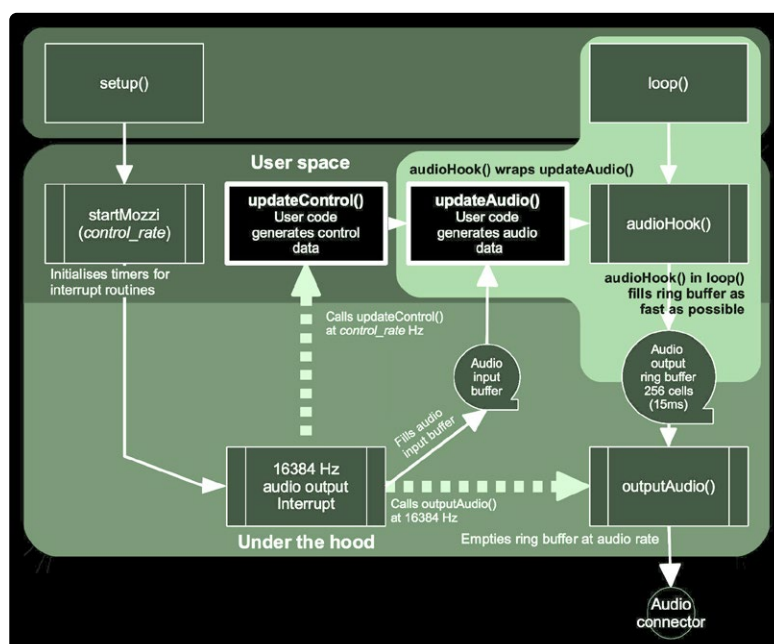 setup()
loop()
User space
audioHook() wraps updateAudio()
startMozzi
(control_rate)
updateControl()
User code
generates control
data
updateAudio()
User code
generates audio
data
audioHook()
Initialises timers for
interrupt routines
audioHook() in loop()
fills ring buffer as
fast as possible
Calls updateControl()
at control_rate Hz
Audio
input
buffer
Audio
output
ring buffer
256 cells
(15ms)
Fills audio
input buffer
16384 Hz
audio output
Interrupt
Calls outputAudio()
at 16384 Hz
outputAudio()
Under the hood
Empties ring buffer at audio rate
Audio
connector